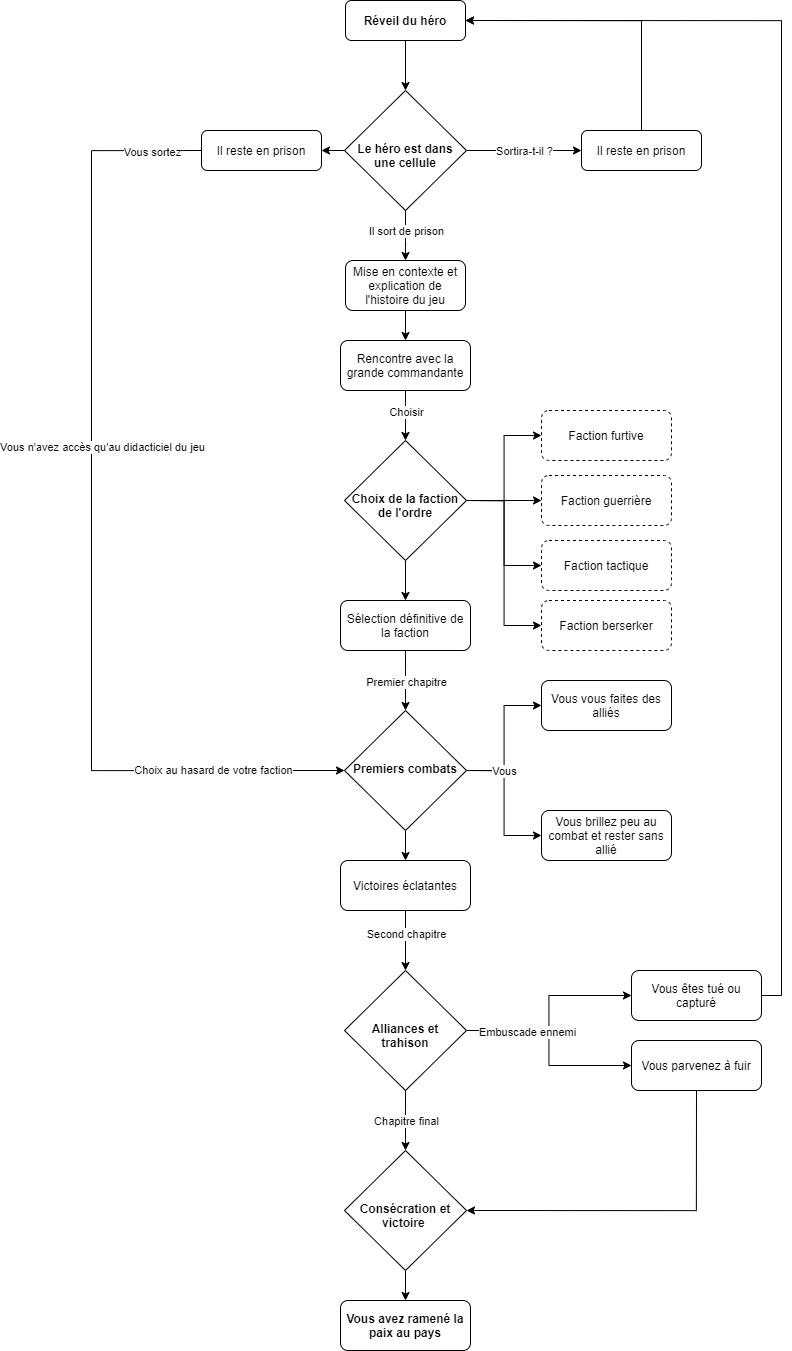 Réveil du héro
Le héro est dans
une cellule
Vous sortez
Il reste en prison
Sortira-t-il ?
Il reste en prison
Il sort de prison
Mise en contexte et
explication de
l'histoire du jeu
Rencontre avec la
grande commandante
Choisir
Vous n'avez accès qu'au didacticiel du jeu
Choix de la faction
de l'ordre
Faction furtive
Faction guerrière
Faction tactique
Faction berserker
Sélection définitive de
la faction
Premier chapitre
Choix au hasard de votre faction
Premiers combats
Vous
Vous vous faites des
alliés
Vous brillez peu au
combat et rester sans
allié
Victoires éclatantes
Second chapitre
Alliances et
trahison
Embuscade ennemi
Vous êtes tué ou
capturé
Vous parvenez à fuir
Chapitre final
Consécration et
victoire
Vous avez ramené la
paix au pays